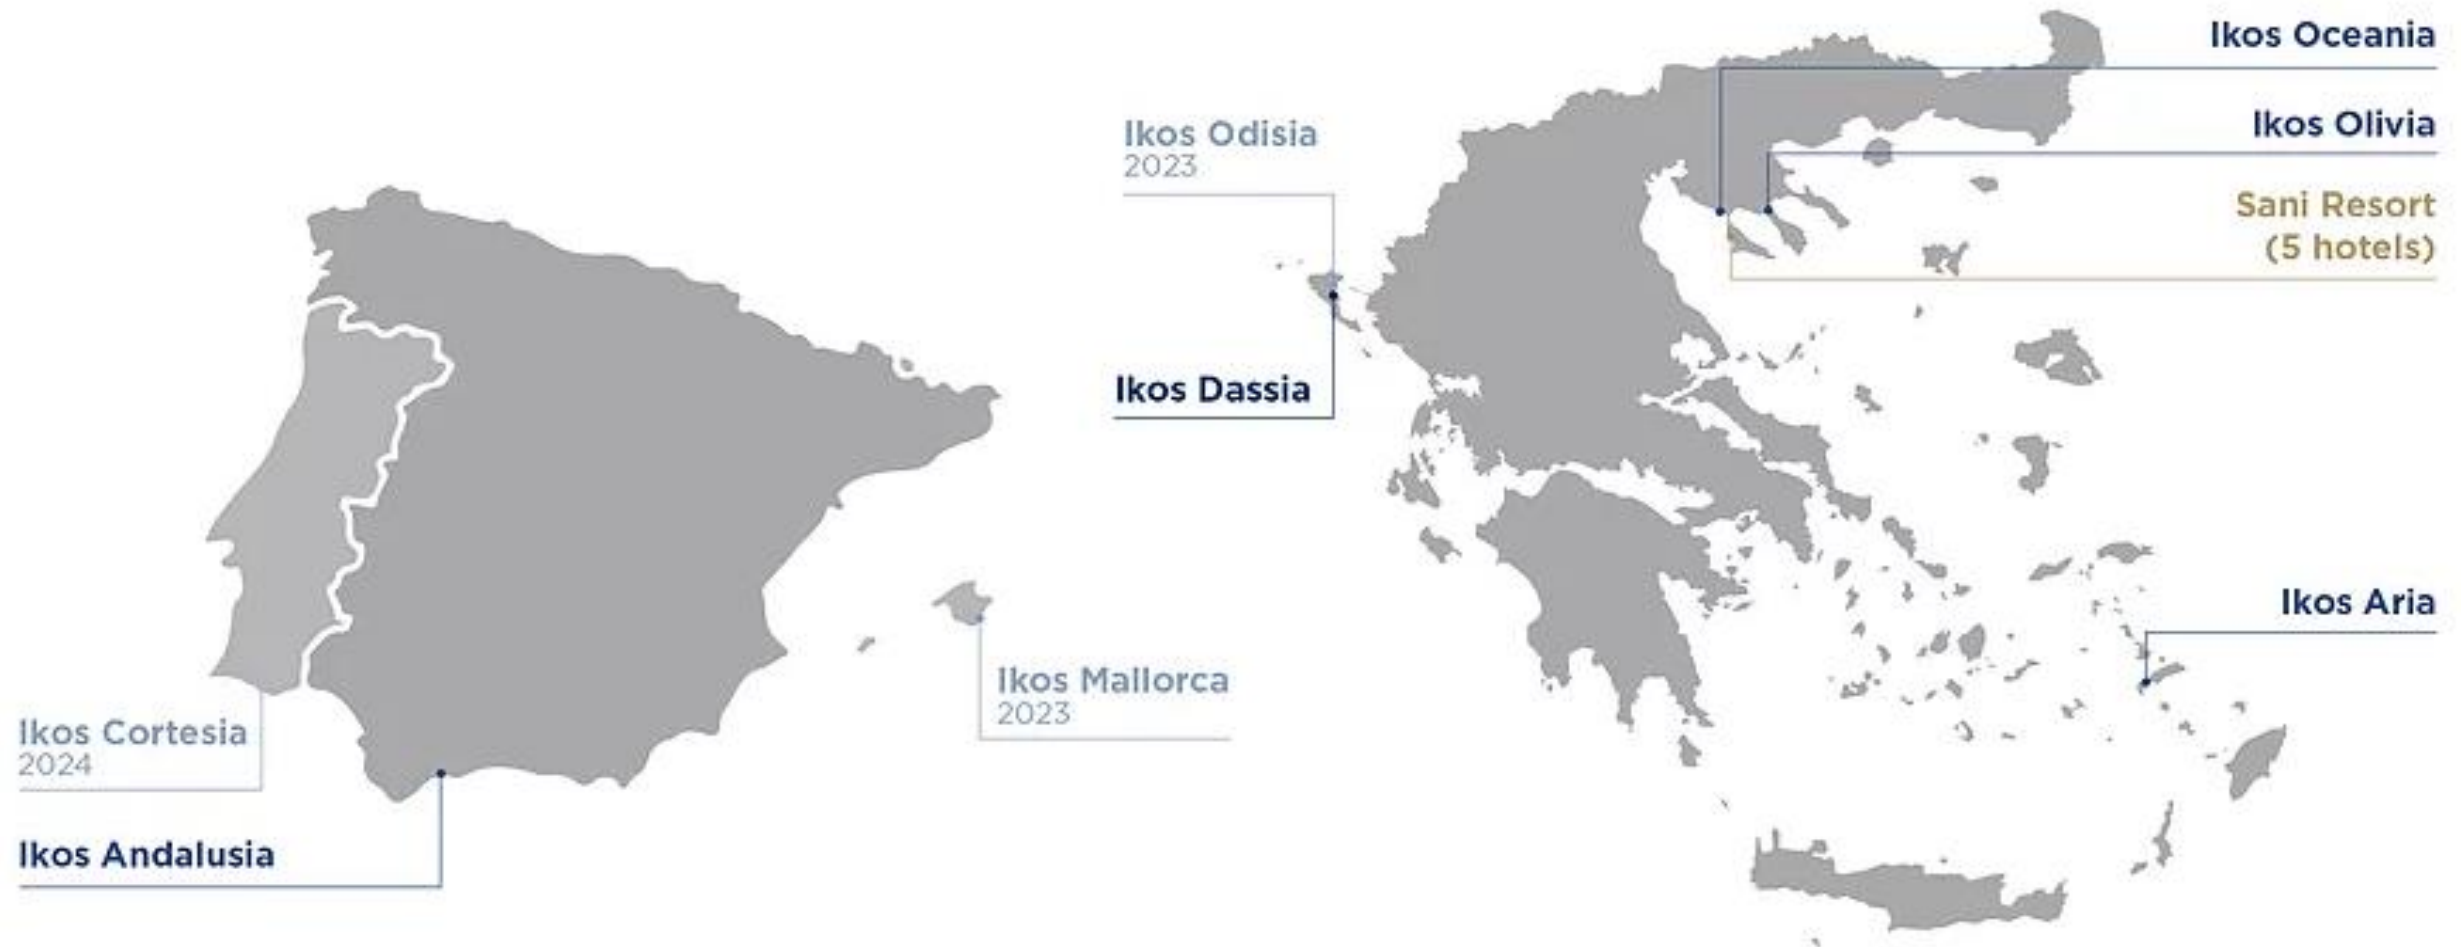 Ikos Oceania
Ikos Olivia
Sani Resort
(5 hotels)
Ikos Odisia
2023
Ikos Dassia
Ikos Aria
Ikos Mallorca
2023
Ikos Cortesia
2024
Ikos Andalusia